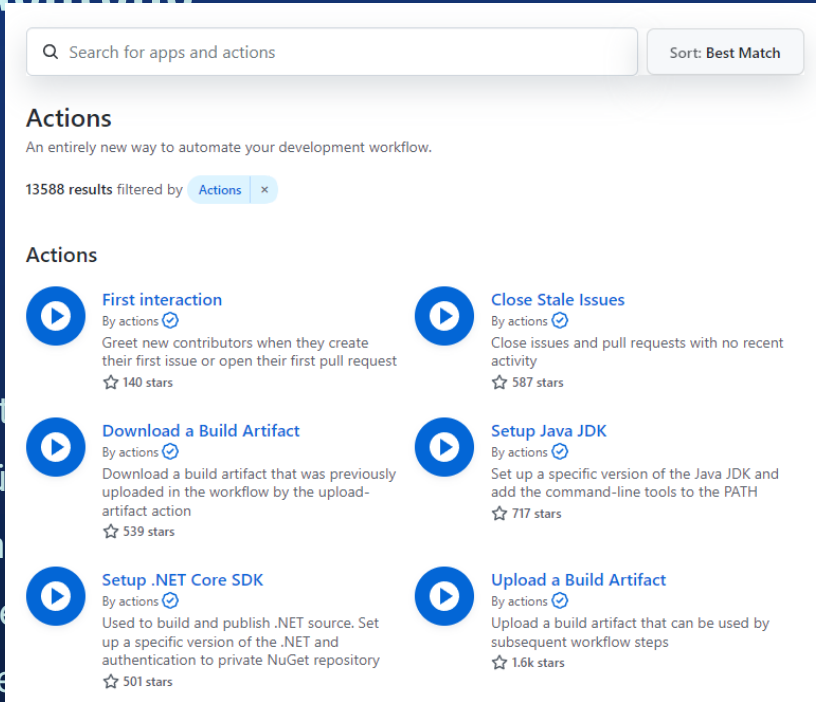 Search for apps and actions
Sort: Best Match
Actions
An entirely new way to automate your development workflow.
13588 results filtered by Actions ×
Actions
First interaction
By actions
Greet new contributors when they create
their first issue or open their first pull request
140 stars
Close Stale Issues
By actions
Close issues and pull requests with no recent
activity
587 stars
Download a Build Artifact
By actions
Download a build artifact that was previously
uploaded in the workflow by the upload-
artifact action
539 stars
Setup Java JDK
By actions
Set up a specific version of the Java JDK and
add the command-line tools to the PATH
717 stars
Setup .NET Core SDK
By actions
Used to build and publish .NET source. Set
up a specific version of the .NET and
authentication to private NuGet repository
501 stars
Upload a Build Artifact
By actions
Upload a build artifact that can be used by
subsequent workflow steps
1.6k stars